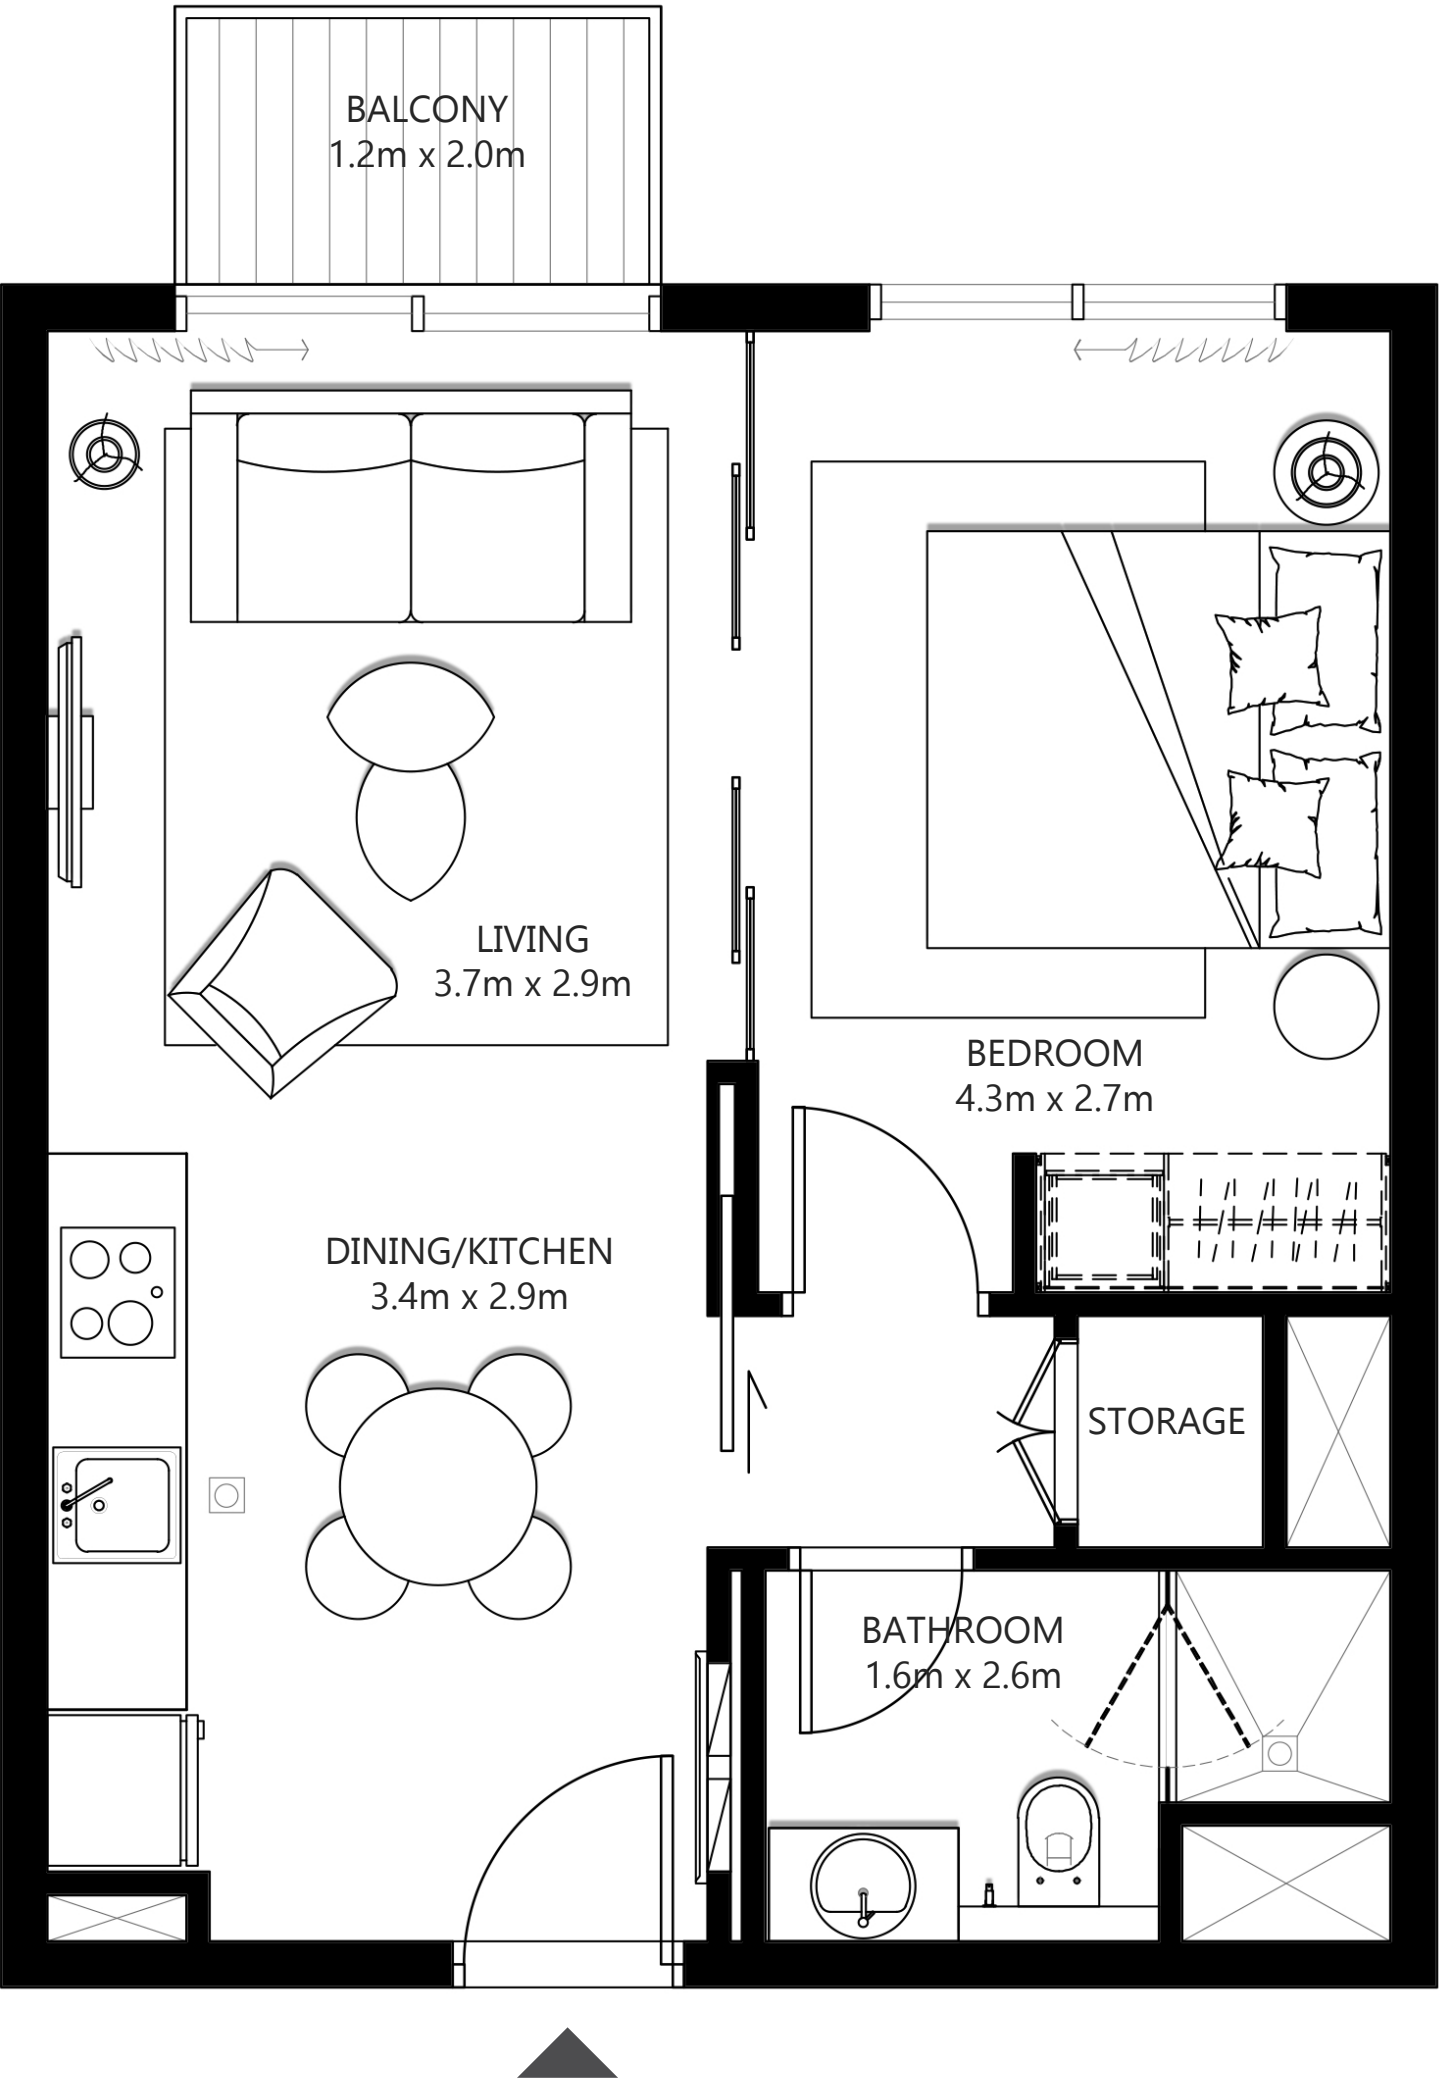 BALCONY
1.2m x 2.0m
LIVING
3.7m x 2.9m
BEDROOM
4.3m x 2.7m
DINING/KITCHEN
3.4m x 2.9m
STORAGE
BATHROOM
1.6m x 2.6m